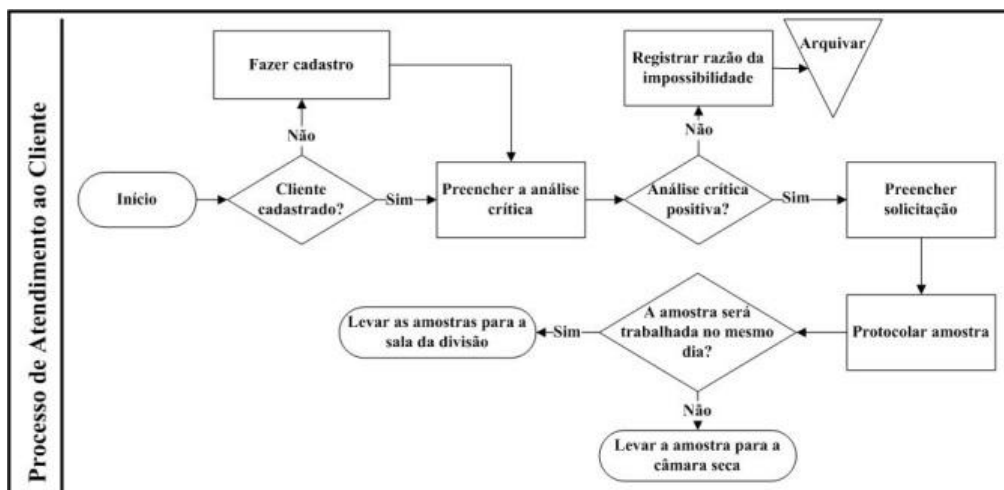 Processo de Atendimento ao Cliente
Fazer cadastro
Registrar razão da
impossibilidade
Arquivar
Não
Não
Início
Cliente
cadastrado?
Sim
Preencher a análise
crítica
Análise crítica
positiva?
Sim
Preencher
solicitação
Levar as amostras para a
sala da divisão
Sim
A amostra será
trabalhada no mesmo
dia?
Protocolar amostra
Não
Levar a amostra para a
câmara seca